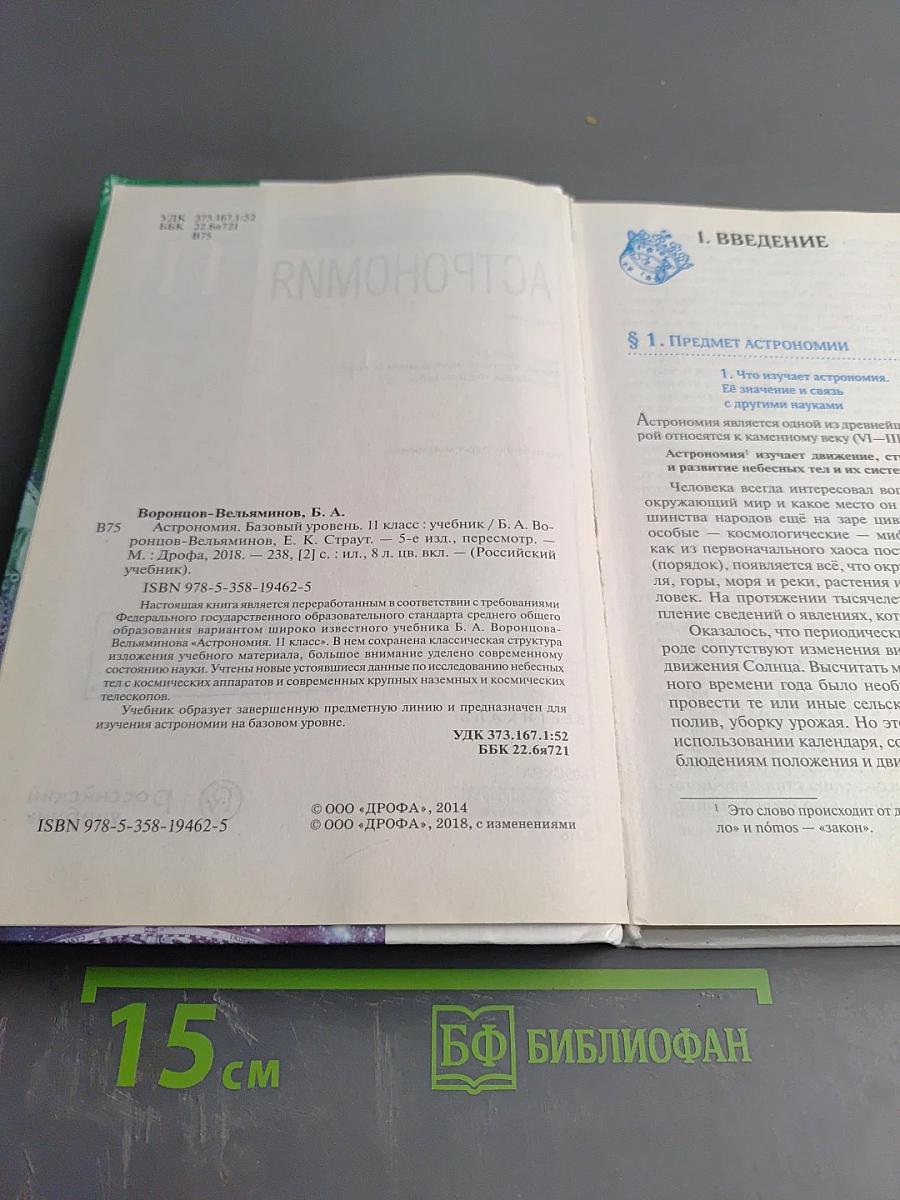 УДК 373.167.1:52
ББК 22.6я721
В75
АСТРОНОМИЯ
Воронцов-Вельяминов, Б. А.
В75 Астрономия. Базовый уровень. 11 класс : учебник / Б. А. Во-
ронцов-Вельяминов, Е. К. Страут. — 5-е изд., пересмотр. —
М. : Дрофа, 2018. — 238, [2] с. : ил., 8 л. цв. вкл. — (Российский
учебник).
ISBN 978-5-358-19462-5
Настоящая книга является переработанным в соответствии с требованиями
Федерального государственного образовательного стандарта среднего общего
образования вариантом широко известного учебника Б. А. Воронцова-
Вельяминова «Астрономия. 11 класс». В нем сохранена классическая структура
изложения учебного материала, большое внимание уделено современному
состоянию науки. Учтены новые устоявшиеся данные по исследованию небесных
тел с космических аппаратов и современных крупных наземных и космических
телескопов.
Учебник образует завершенную предметную линию и предназначен для
изучения астрономии на базовом уровне.
УДК 373.167.1:52
ББК 22.6я721
© ООО «ДРОФА», 2014
ISBN 978-5-358-19462-5 © ООО «ДРОФА», 2018, с изменениями
I. ВВЕДЕНИЕ
§ 1. ПРЕДМЕТ АСТРОНОМИИ
1. Что изучает астрономия.
Её значение и связь
с другими науками
Астрономия является одной из древнейш
рой относятся к каменному веку (VI—III
Астрономия¹ изучает движение, ст
и развитие небесных тел и их систе
Человека всегда интересовал воп
окружающий мир и какое место он
шинства народов ещё на заре цив
особые — космологические — миф
как из первоначального хаоса пост
(порядок), появляется всё, что окр
ля, горы, моря и реки, растения и
ловек. На протяжении тысячеле
пление сведений о явлениях, кот
Оказалось, что периодическ
роде сопутствуют изменения ви
движения Солнца. Высчитать м
ного времени года было необ
провести те или иные сельск
полив, уборку урожая. Но эт
использовании календаря, со
блюдениям положения и дви
¹ Это слово происходит от д
ло» и nómos — «закон».
15 см
БФ БИБЛИОФАН